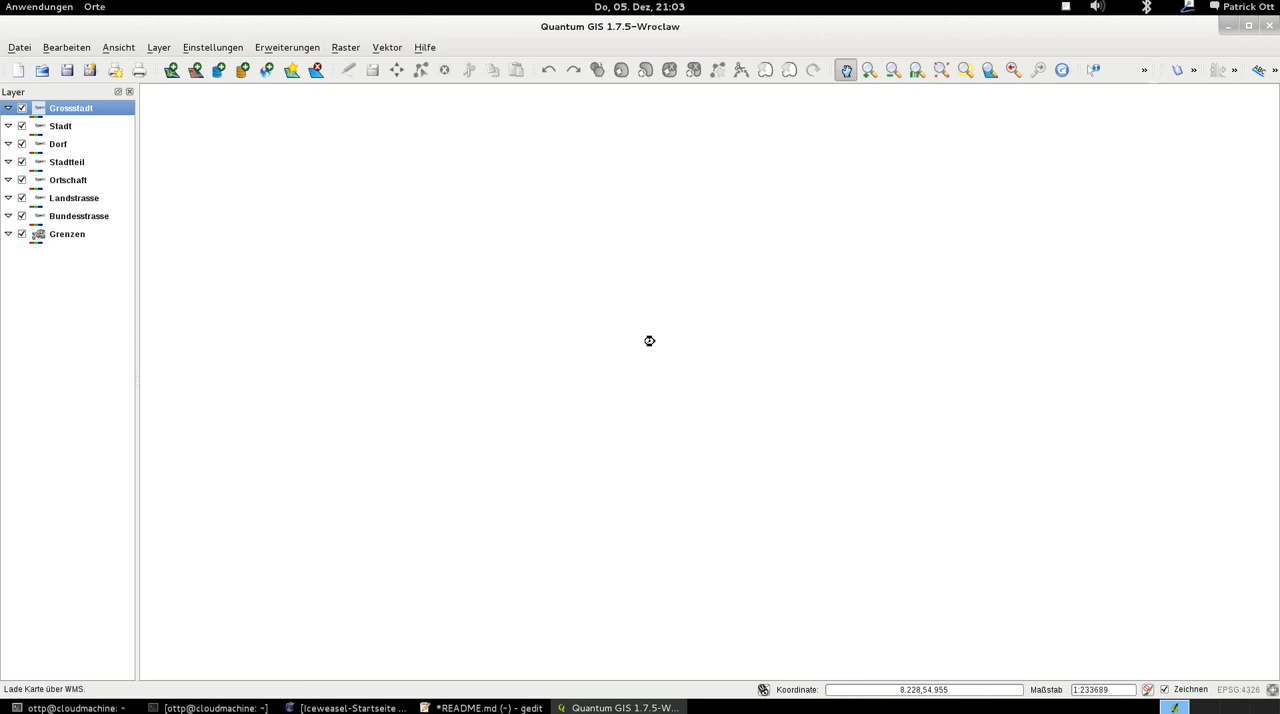 Anwendungen Orte Do, 05. Dez, 21:03 Patrick Ott
Quantum GIS 1.7.5-Wroclaw
Datei Bearbeiten Ansicht Layer Einstellungen Erweiterungen Raster Vektor Hilfe
Layer
Grossstadt
Stadt
Dorf
Stadtteil
Ortschaft
Landstrasse
Bundesstrasse
Grenzen
Lade Karte über WMS. Koordinate: 8.228,54.955 Maßstab 1:233689 Zeichnen EPSG:4326
ottp@cloudmachine: ~ [ottp@cloudmachine: ~] [Iceweasel-Startseite ... *README.md (~) - gedit Quantum GIS 1.7.5-W...